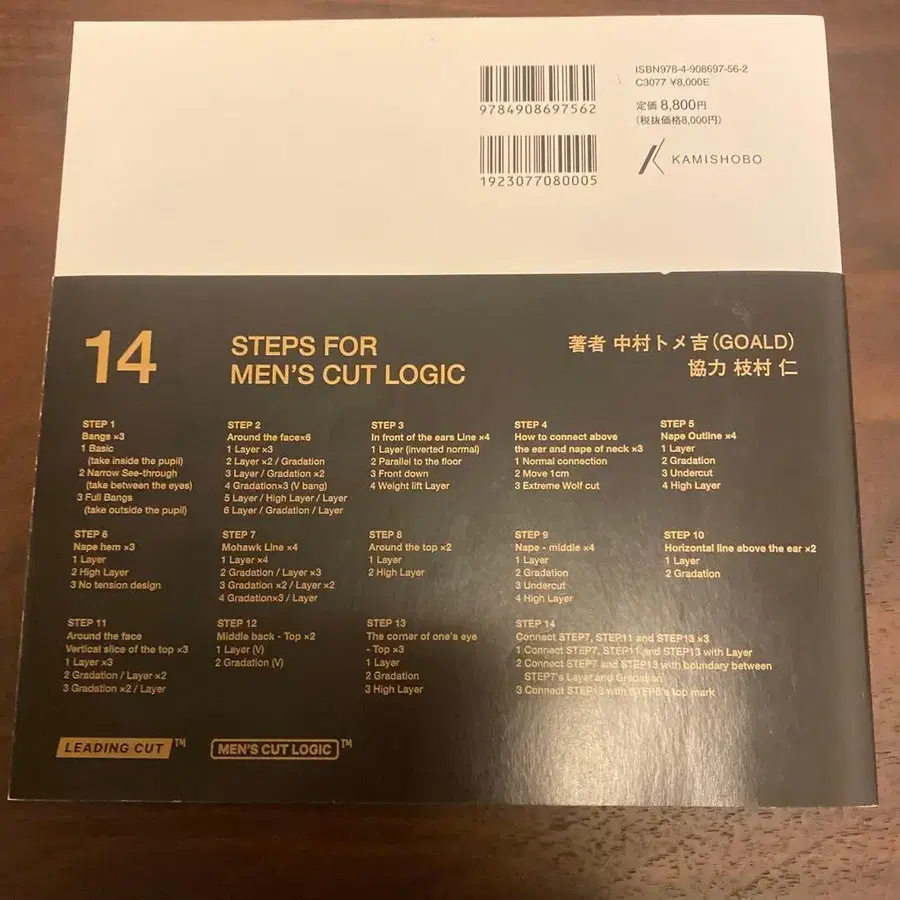 ISBN978-4-908697-56-2
C3077 ¥8,000E
9784908697562
定価 8,800円
(税抜価格8,000円)
1923077080005
KAMISHOBO
14
STEPS FOR
MEN'S CUT LOGIC
著者 中村トメ吉(GOALD)
協力 枝村 仁
STEP 1
Bangs ×3
1 Basic
(take inside the pupil)
2 Narrow See-through
(take between the eyes)
3 Full Bangs
(take outside the pupil)
STEP 2
Around the face×6
1 Layer ×3
2 Layer ×2 / Gradation
3 Layer / Gradation ×2
4 Gradation×3 (V bang)
5 Layer / High Layer / Layer
6 Layer / Gradation / Layer
STEP 3
In front of the ears Line ×4
1 Layer (inverted normal)
2 Parallel to the floor
3 Front down
4 Weight lift Layer
STEP 4
How to connect above
the ear and nape of neck ×3
1 Normal connection
2 Move 1cm
3 Extreme Wolf cut
STEP 5
Nape Outline ×4
1 Layer
2 Gradation
3 Undercut
4 High Layer
STEP 6
Nape hem ×3
1 Layer
2 High Layer
3 No tension design
STEP 7
Mohawk Line ×4
1 Layer ×4
2 Gradation / Layer ×3
3 Gradation ×2 / Layer ×2
4 Gradation×3 / Layer
STEP 8
Around the top ×2
1 Layer
2 High Layer
STEP 9
Nape - middle ×4
1 Layer
2 Gradation
3 Undercut
4 High Layer
STEP 10
Horizontal line above the ear ×2
1 Layer
2 Gradation
STEP 11
Around the face
Vertical slice of the top ×3
1 Layer ×3
2 Gradation / Layer ×2
3 Gradation ×2 / Layer
STEP 12
Middle back - Top ×2
1 Layer (V)
2 Gradation (V)
STEP 13
The corner of one's eye
- Top ×3
1 Layer
2 Gradation
3 High Layer
STEP 14
Connect STEP7, STEP11 and STEP13 ×3
1 Connect STEP7, STEP11 and STEP13 with Layer
2 Connect STEP7 and STEP13 with boundary between
STEP7's Layer and Gradation
3 Connect STEP13 with STEP8's top mark
LEADING CUT™
MEN'S CUT LOGIC™